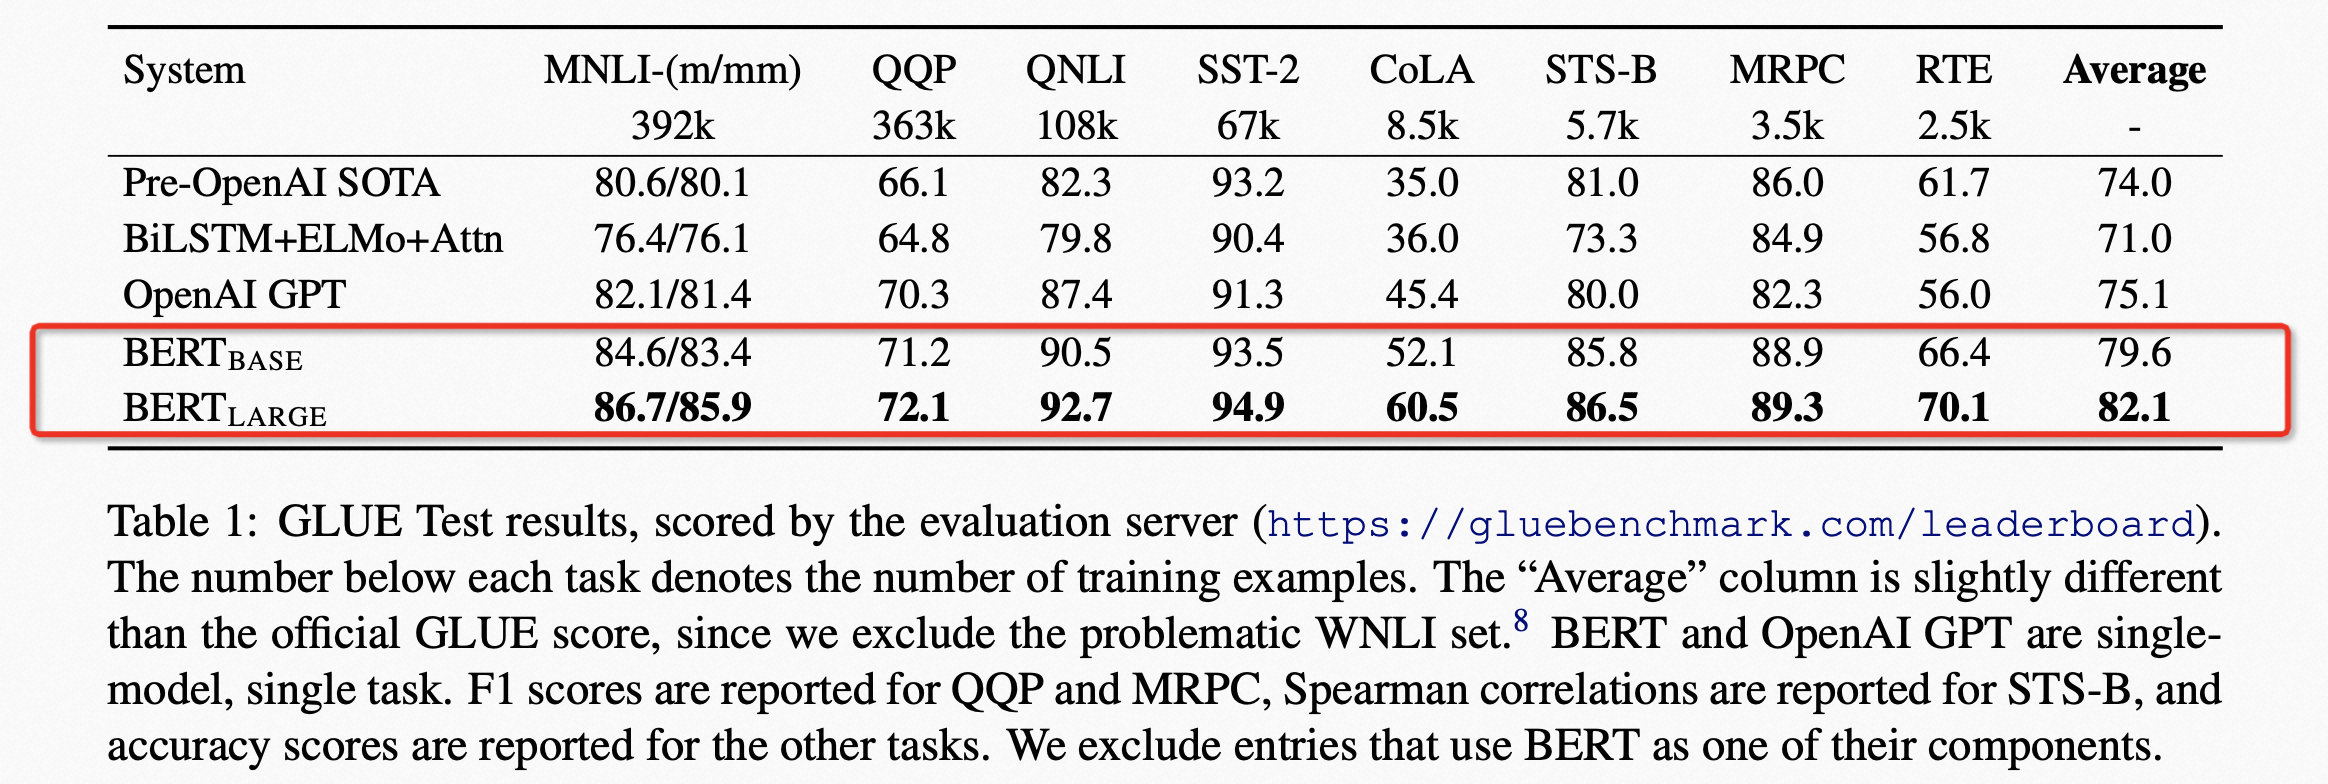 System MNLI-(m/mm) QQP QNLI SST-2 CoLA STS-B MRPC RTE Average
392k 363k 108k 67k 8.5k 5.7k 3.5k 2.5k -
Pre-OpenAI SOTA 80.6/80.1 66.1 82.3 93.2 35.0 81.0 86.0 61.7 74.0
BiLSTM+ELMo+Attn 76.4/76.1 64.8 79.8 90.4 36.0 73.3 84.9 56.8 71.0
OpenAI GPT 82.1/81.4 70.3 87.4 91.3 45.4 80.0 82.3 56.0 75.1
BERTBASE 84.6/83.4 71.2 90.5 93.5 52.1 85.8 88.9 66.4 79.6
BERTLARGE 86.7/85.9 72.1 92.7 94.9 60.5 86.5 89.3 70.1 82.1
Table 1: GLUE Test results, scored by the evaluation server (https://gluebenchmark.com/leaderboard).
The number below each task denotes the number of training examples. The “Average” column is slightly different
than the official GLUE score, since we exclude the problematic WNLI set.8 BERT and OpenAI GPT are single-
model, single task. F1 scores are reported for QQP and MRPC, Spearman correlations are reported for STS-B, and
accuracy scores are reported for the other tasks. We exclude entries that use BERT as one of their components.